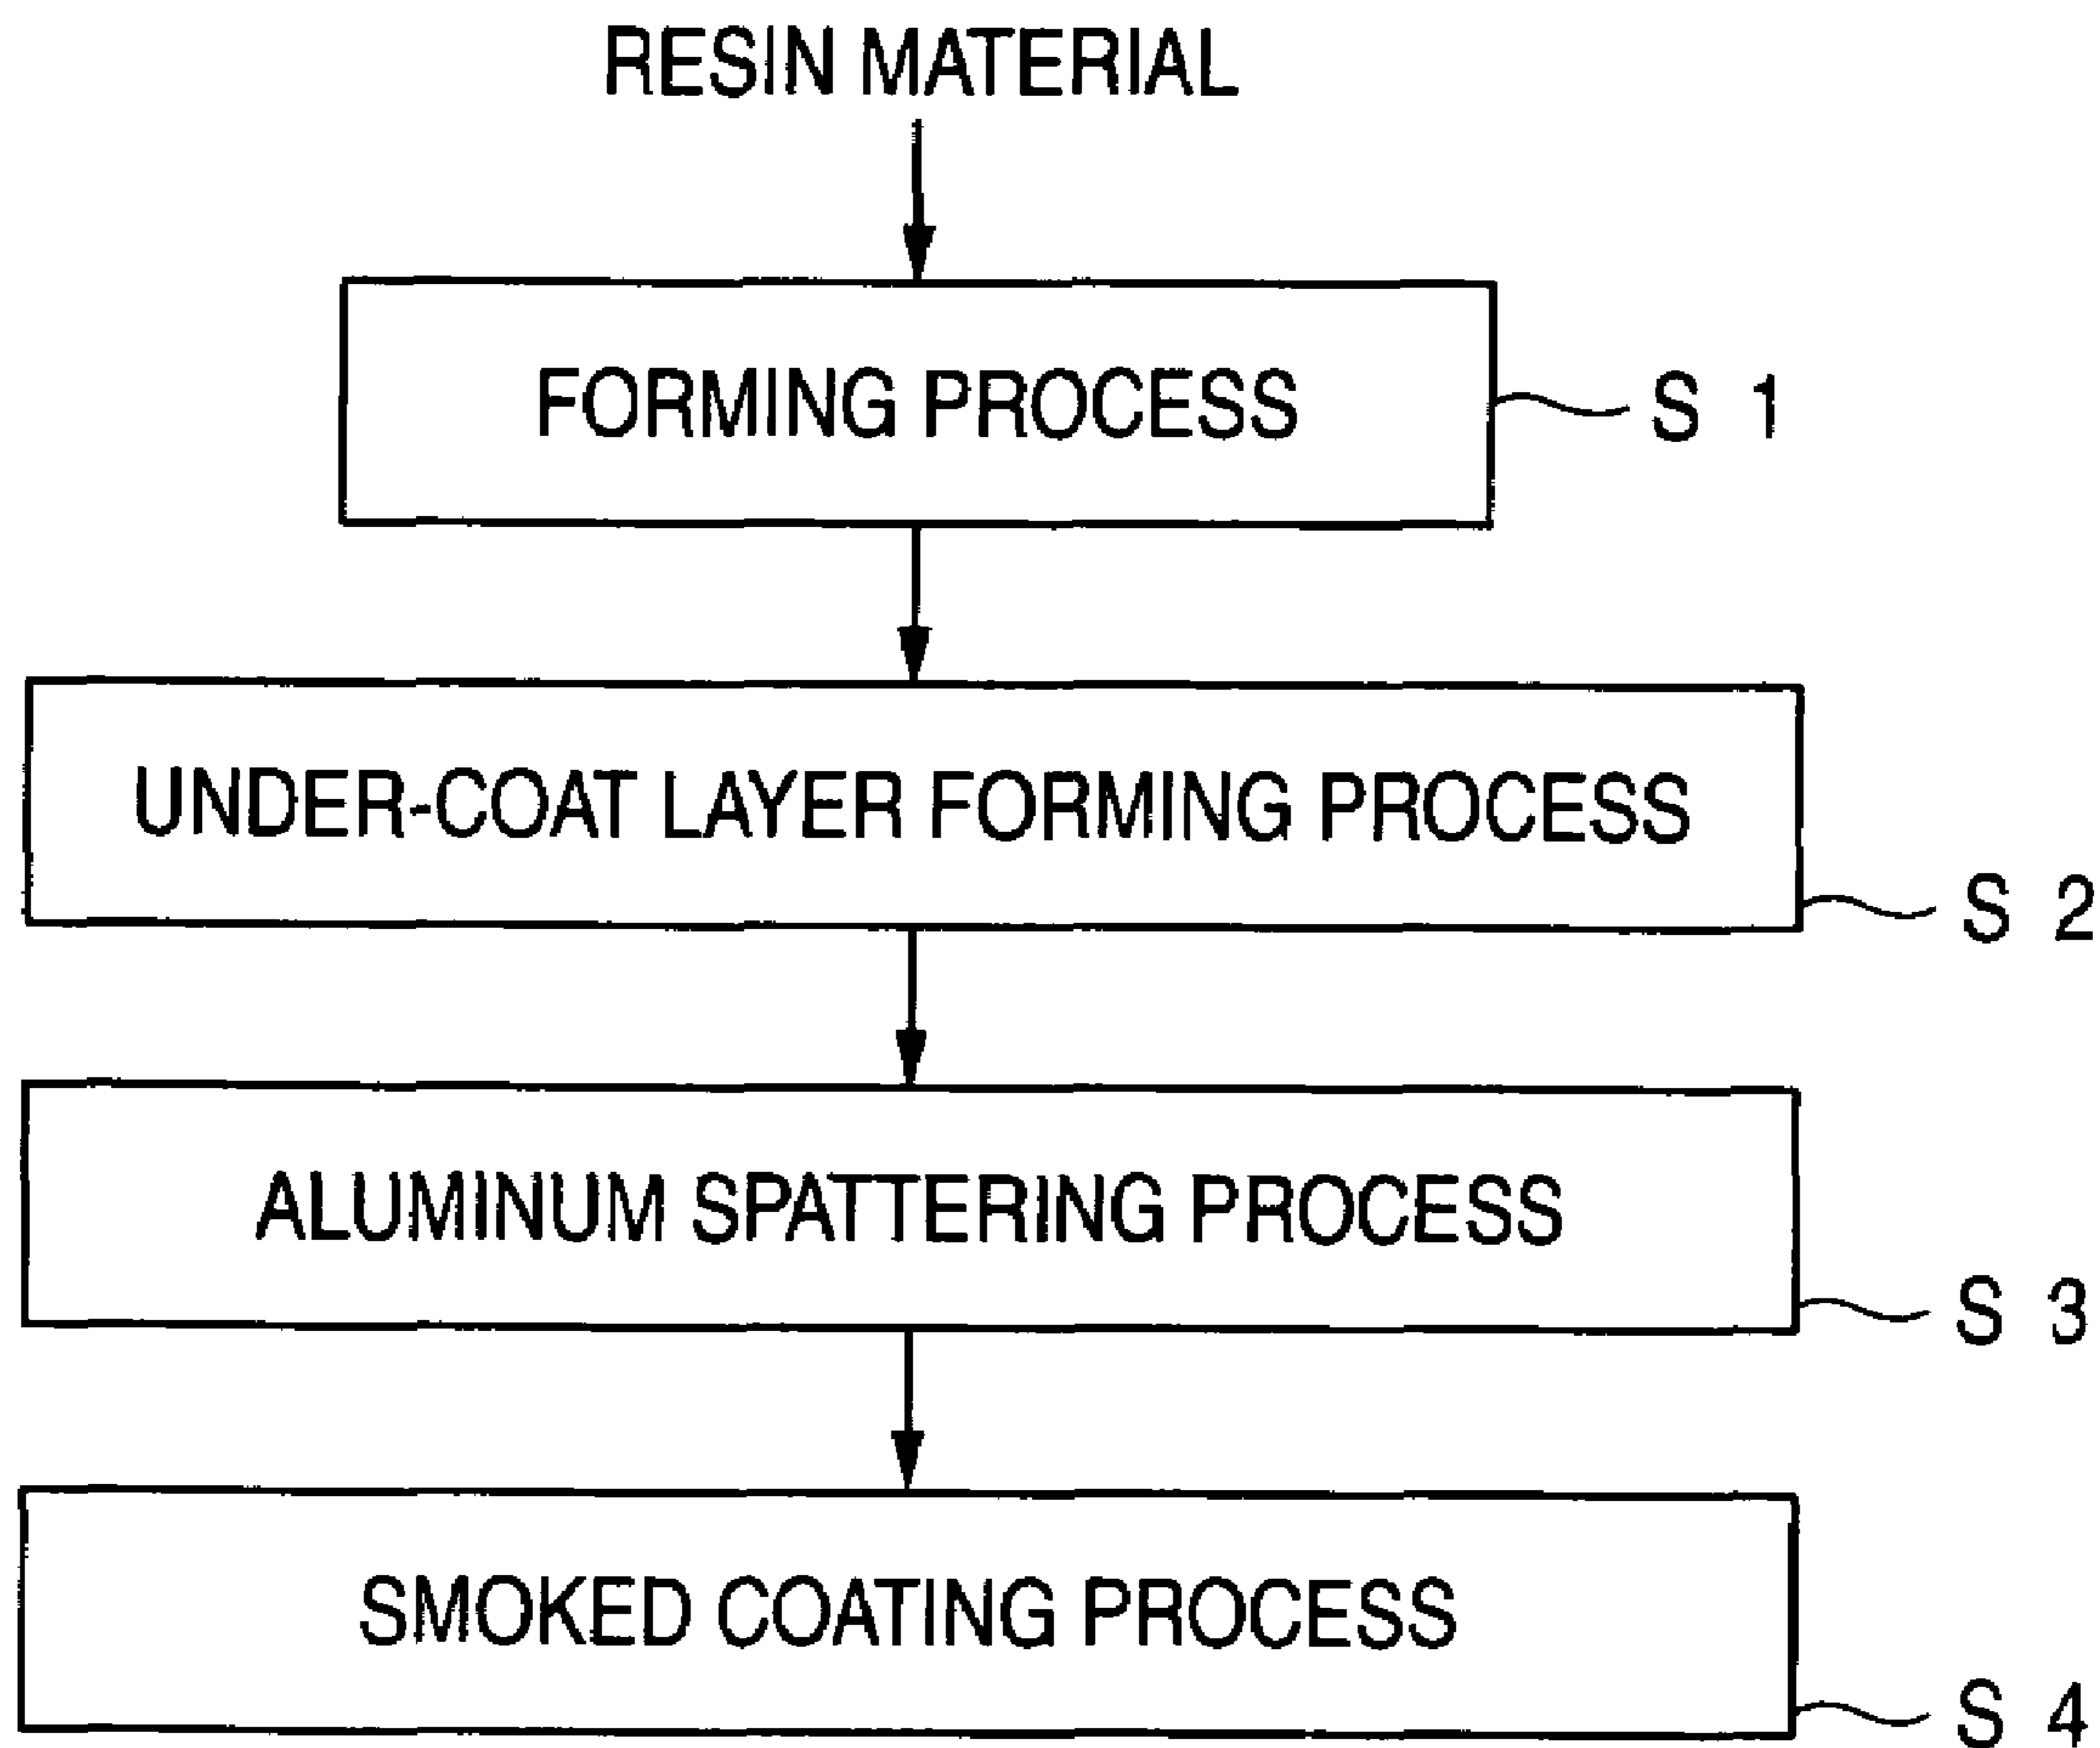 RESIN MATERIAL
FORMING PROCESS
S 1
UNDER-COAT LAYER FORMING PROCESS
S 2
ALUMINUM SPATTERING PROCESS
S 3
SMOKED COATING PROCESS
S 4